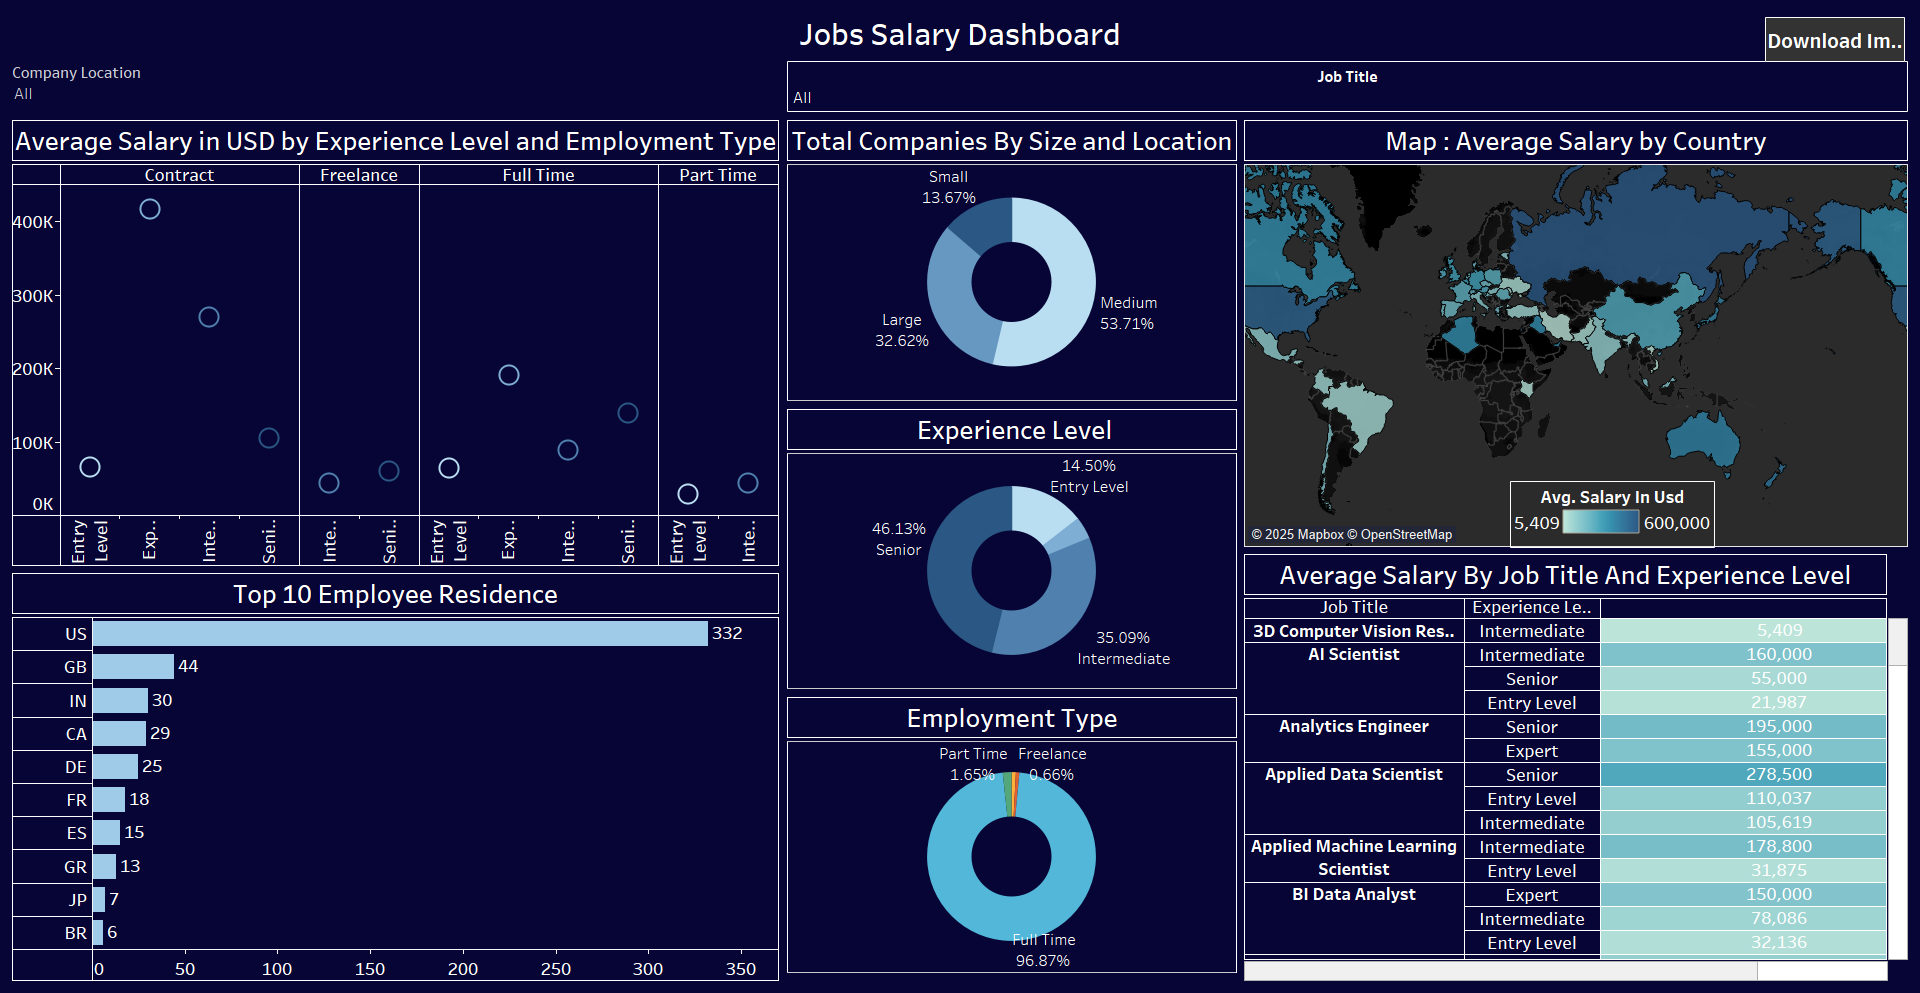 Jobs Salary Dashboard
Download Im..
Company Location
All
Job Title
All
Average Salary in USD by Experience Level and Employment Type
Contract Freelance Full Time Part Time
400K
300K
200K
100K
0K
Entry Level
Exp..
Inte..
Seni..
Inte..
Seni..
Entry Level
Exp..
Inte..
Seni..
Entry Level
Inte..
Top 10 Employee Residence
US 332
GB 44
IN 30
CA 29
DE 25
FR 18
ES 15
GR 13
JP 7
BR 6
0 50 100 150 200 250 300 350
Total Companies By Size and Location
Small
13.67%
Large
32.62%
Medium
53.71%
Experience Level
14.50%
Entry Level
46.13%
Senior
35.09%
Intermediate
Employment Type
Part Time Freelance
1.65% 0.66%
Full Time
96.87%
Map : Average Salary by Country
Avg. Salary In Usd
5,409 600,000
© 2025 Mapbox © OpenStreetMap
Average Salary By Job Title And Experience Level
Job Title Experience Le..
3D Computer Vision Res.. Intermediate 5,409
AI Scientist Intermediate 160,000
Senior 55,000
Entry Level 21,987
Analytics Engineer Senior 195,000
Expert 155,000
Applied Data Scientist Senior 278,500
Entry Level 110,037
Intermediate 105,619
Applied Machine Learning Intermediate 178,800
Scientist Entry Level 31,875
BI Data Analyst Expert 150,000
Intermediate 78,086
Entry Level 32,136